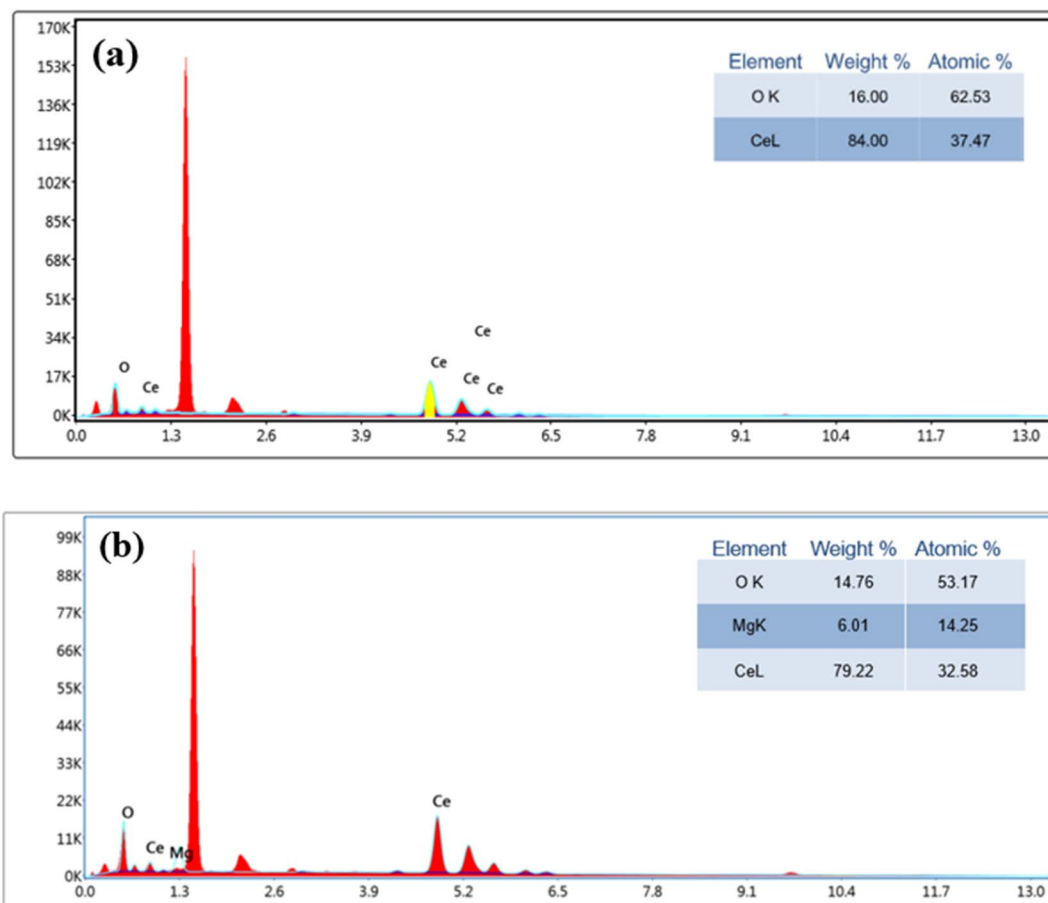 170K
(a)
153K
136K
119K
102K
85K
68K
51K
34K
17K
0K
Element Weight % Atomic %
O K 16.00 62.53
CeL 84.00 37.47
O
Ce
Ce
Ce
Ce
Ce
0.0 1.3 2.6 3.9 5.2 6.5 7.8 9.1 10.4 11.7 13.0
99K
(b)
88K
77K
66K
55K
44K
33K
22K
11K
0K
Element Weight % Atomic %
O K 14.76 53.17
MgK 6.01 14.25
CeL 79.22 32.58
O
Ce
Mg
Ce
0.0 1.3 2.6 3.9 5.2 6.5 7.8 9.1 10.4 11.7 13.0